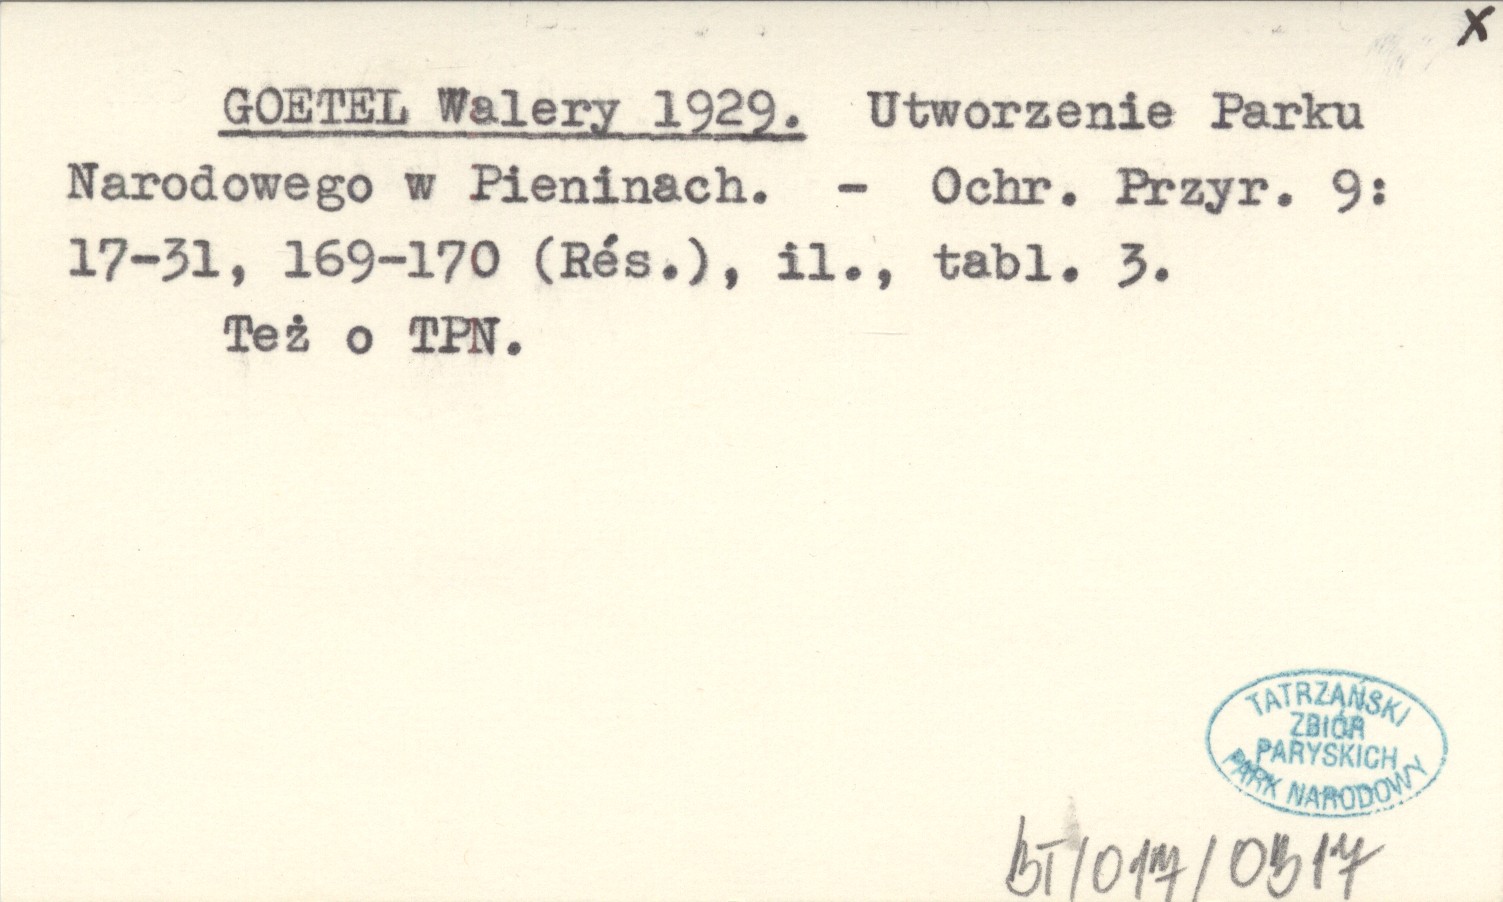 x
GOETEL Walery 1929. Utworzenie Parku
Narodowego w Pieninach. - Ochr. Przyr. 9:
17-31, 169-170 (Rés.), il., tabl. 3.
Też o TPN.
TATRZAŃSKI
ZBIÓR
PARYSKICH
PARK NARODOWY
BT/017/0317